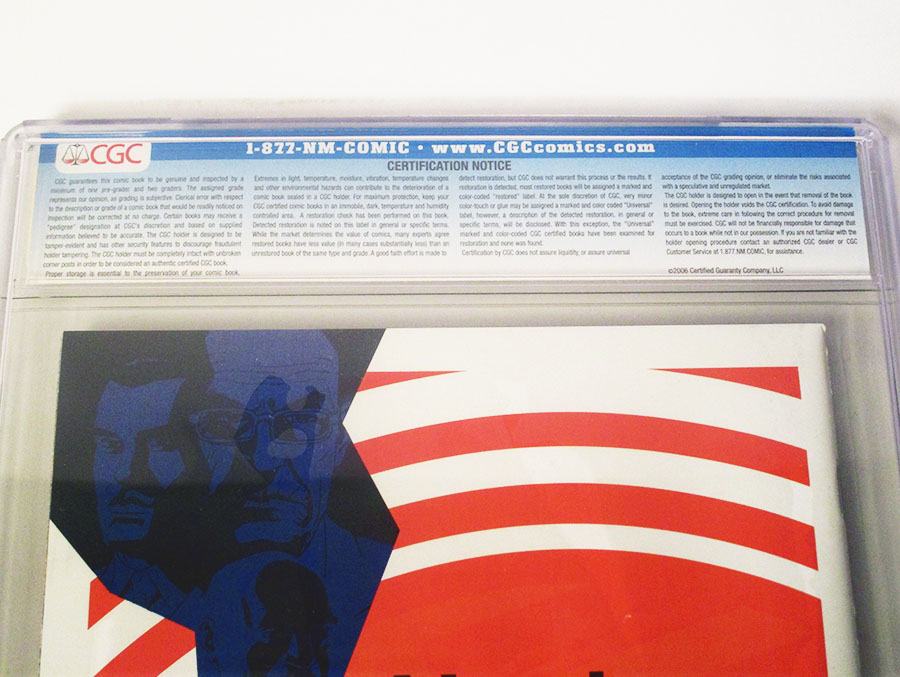 CGC
1-877-NM-COMIC • www.CGCcomics.com
CERTIFICATION NOTICE
CGC guarantees this comic book to be genuine and inspected by a
minimum of one pre-grader and two graders. The assigned grade
represents our opinion, as grading is subjective. Clerical error with respect
to the description or grade of a comic book that would be readily noticed on
inspection will be corrected at no charge. Certain books may receive a
"pedigree" designation at CGC's discretion and based on supplied
information believed to be accurate. The CGC holder is designed to be
tamper-evident and has other security features to discourage fraudulent
holder tampering. The CGC holder must be completely intact with unbroken
corner posts in order to be considered an authentic certified CGC book.
Proper storage is essential to the preservation of your comic book.
Extremes in light, temperature, moisture, vibration, temperature changes
and other environmental hazards can contribute to the deterioration of a
comic book sealed in a CGC holder. For maximum protection, keep your
CGC certified comic books in an immobile, dark, temperature and humidity
controlled area. A restoration check has been performed on this book.
Detected restoration is noted on this label in general or specific terms.
While the market determines the value of comics, many experts agree
restored books have less value (in many cases substantially less) than an
unrestored book of the same type and grade. A good faith effort is made to
detect restoration, but CGC does not warrant this process or the results. If
restoration is detected, most restored books will be assigned a marked and
color-coded "restored" label. At the sole discretion of CGC, very minor
color-touch or glue may be assigned a marked and color coded "Universal"
label, however, a description of the detected restoration, in general or
specific terms, will be disclosed. With this exception, the "Universal"
marked and color-coded CGC certified books have been examined for
restoration and none was found.
Certification by CGC does not assure liquidity, or assure universal
acceptance of the CGC grading opinion, or eliminate the risks associated
with a speculative and unregulated market.
The CGC holder is designed to open in the event that removal of the book
is desired. Opening the holder voids the CGC certification. To avoid damage
to the book, extreme care in following the correct procedure for removal
must be exercised. CGC will not be financially responsible for damage that
occurs to a book while not in our possession. If you are not familiar with the
holder opening procedure contact an authorized CGC dealer or CGC
Customer Service at 1.877.NM.COMIC, for assistance.
©2006 Certified Guaranty Company, LLC